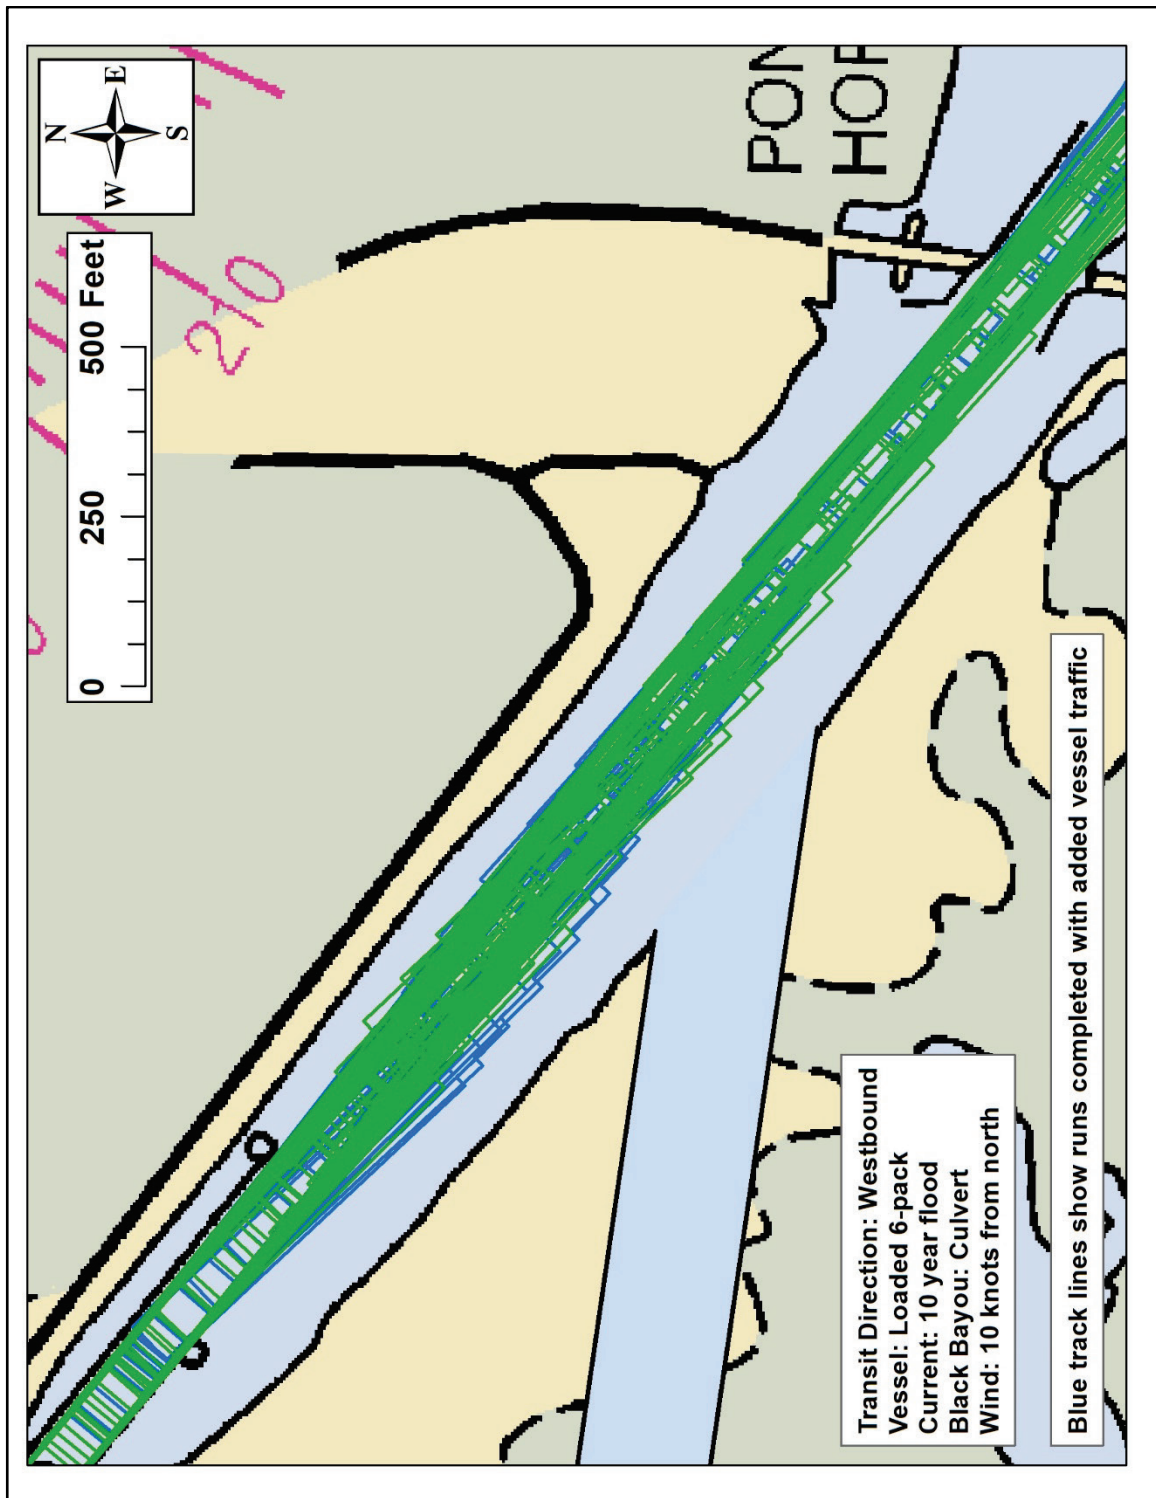 N
W E
S
0 250 500 Feet
210
PON
HOR
Transit Direction: Westbound
Vessel: Loaded 6-pack
Current: 10 year flood
Black Bayou: Culvert
Wind: 10 knots from north
Blue track lines show runs completed with added vessel traffic